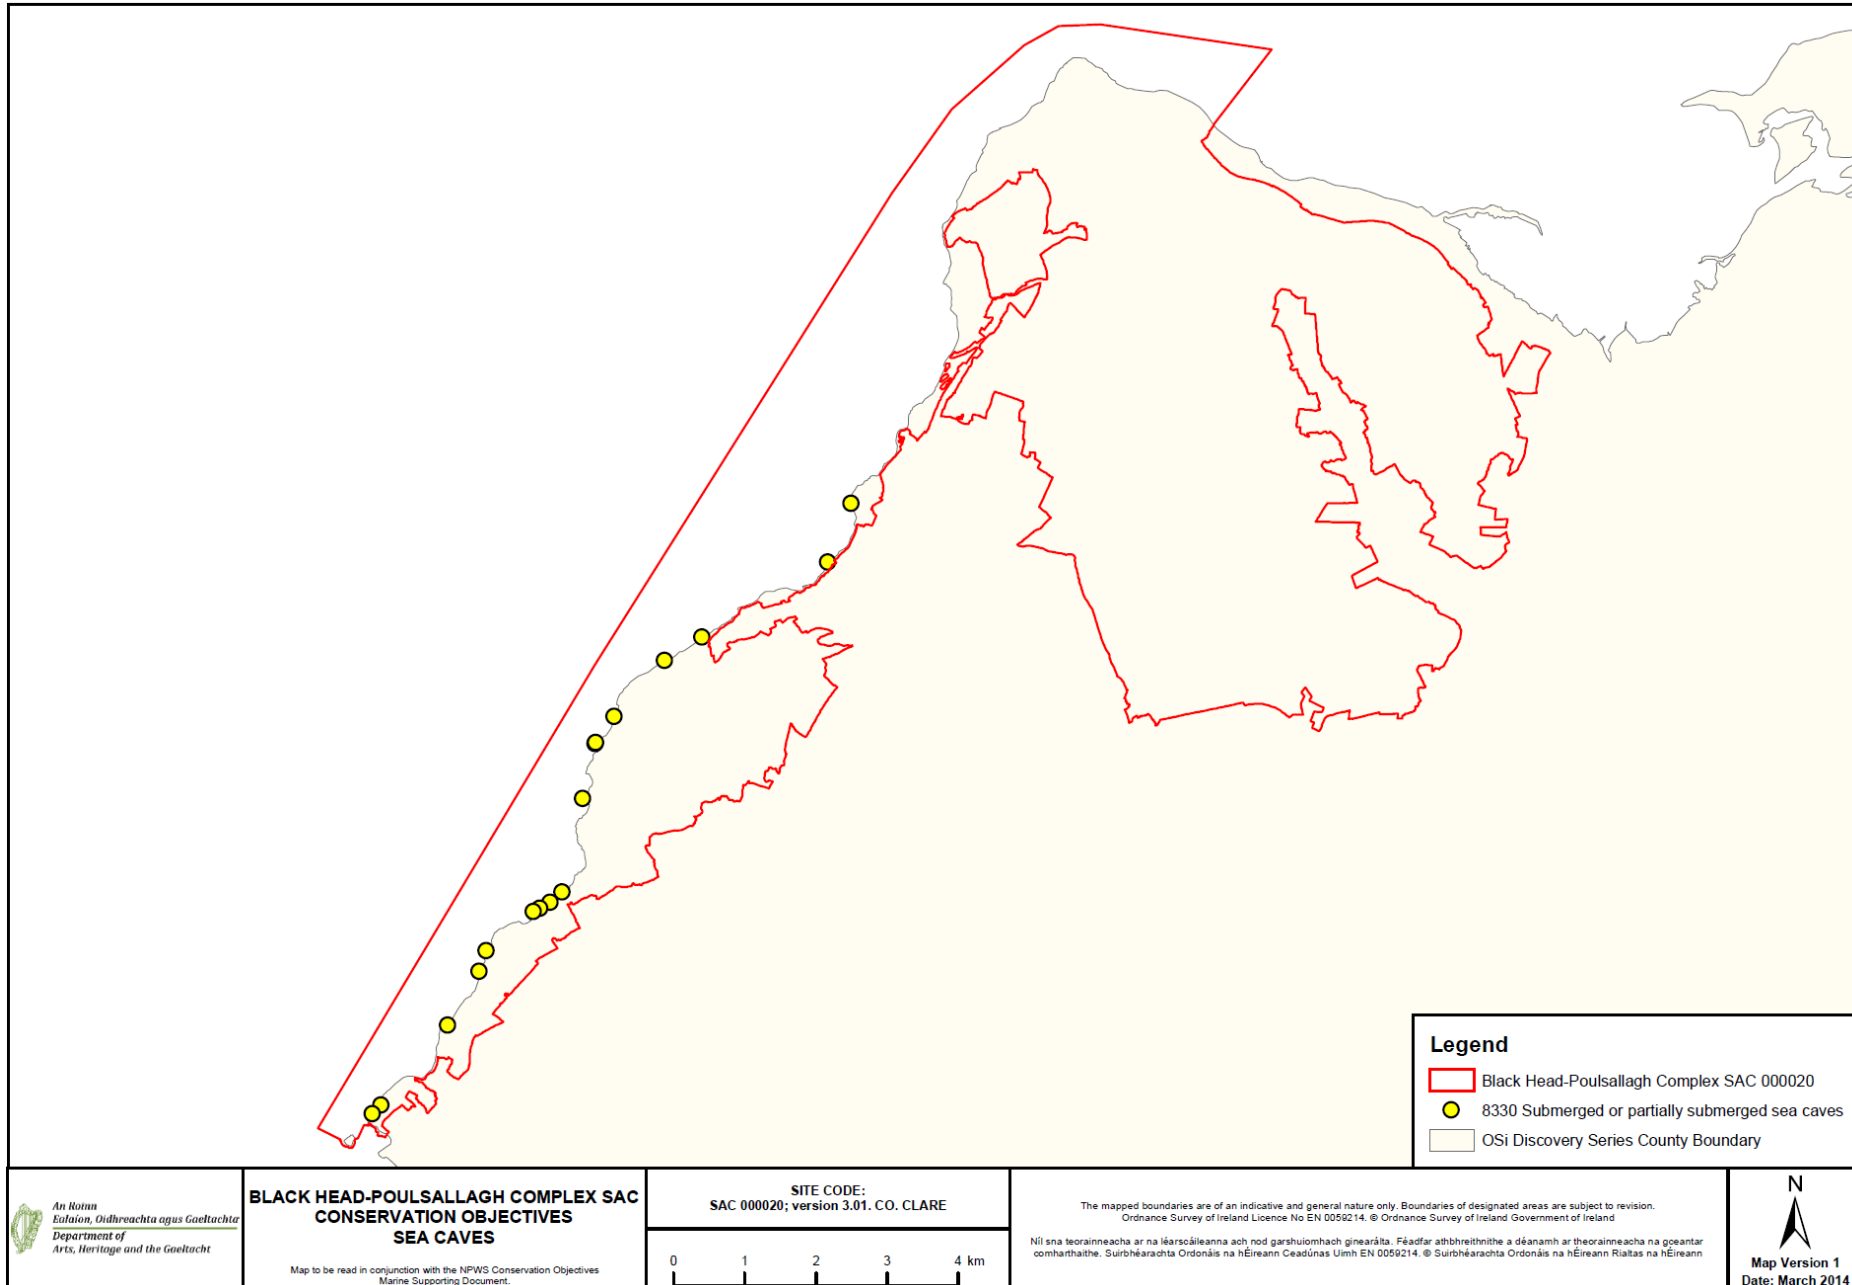 Legend
Black Head-Poulsallagh Complex SAC 000020
8330 Submerged or partially submerged sea caves
OSi Discovery Series County Boundary
An Roinn
Ealaíon, Oidhreachta agus Gaeltachta
Department of
Arts, Heritage and the Gaeltacht
BLACK HEAD-POULSALLAGH COMPLEX SAC
CONSERVATION OBJECTIVES
SEA CAVES
Map to be read in conjunction with the NPWS Conservation Objectives
Marine Supporting Document.
SITE CODE:
SAC 000020; version 3.01. CO. CLARE
0 1 2 3 4 km
The mapped boundaries are of an indicative and general nature only. Boundaries of designated areas are subject to revision.
Ordnance Survey of Ireland Licence No EN 0059214. © Ordnance Survey of Ireland Government of Ireland
Níl sna teorainneacha ar na léarscáileanna ach nod garshuiomhach ginearálta. Féadfar athbhreithnithe a déanamh ar theorainneacha na gceantar
comharthaithe. Suirbhéarachta Ordonáis na hÉireann Ceadúnas Uimh EN 0059214. © Suirbhéarachta Ordonáis na hÉireann Rialtas na hÉireann
N
Map Version 1
Date: March 2014